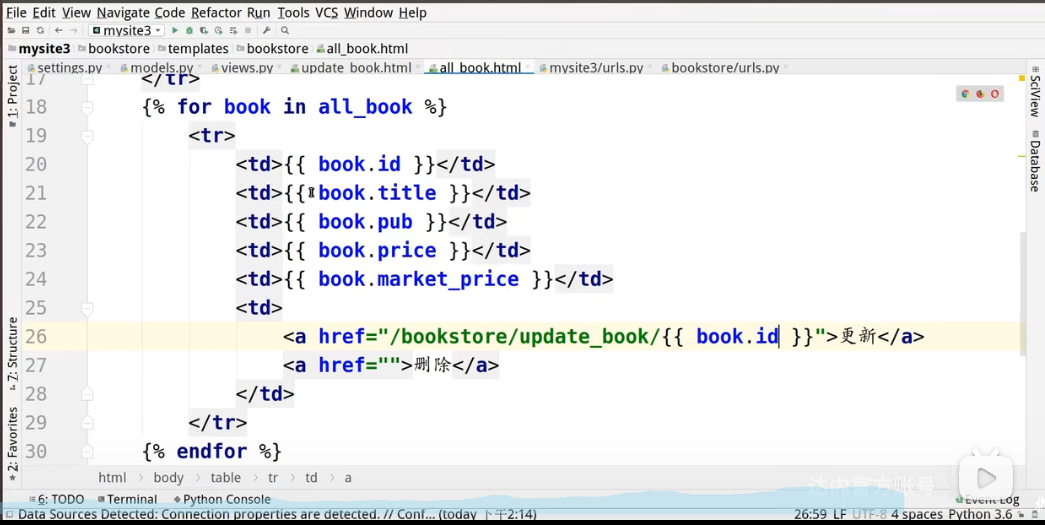 File Edit View Navigate Code Refactor Run Tools VCS Window Help
mysite3
mysite3 bookstore templates bookstore all_book.html
settings.py models.py views.py update_book.html all_book.html mysite3/urls.py bookstore/urls.py
1: Project
SciView
Database
17 </tr>
18 {% for book in all_book %}
19 <tr>
20 <td>{{ book.id }}</td>
21 <td>{{ book.title }}</td>
22 <td>{{ book.pub }}</td>
23 <td>{{ book.price }}</td>
24 <td>{{ book.market_price }}</td>
25 <td>
26 <a href="/bookstore/update_book/{{ book.id }}">更新</a>
27 <a href="">删除</a>
28 </td>
29 </tr>
30 {% endfor %}
Z: Structure
2: Favorites
html > body > table > tr > td > a
达内官方账号
6: TODO Terminal Python Console Event Log
Data Sources Detected: Connection properties are detected. // Conf... (today 下午2:14) 26:59 LF UTF-8 4 spaces Python 3.6